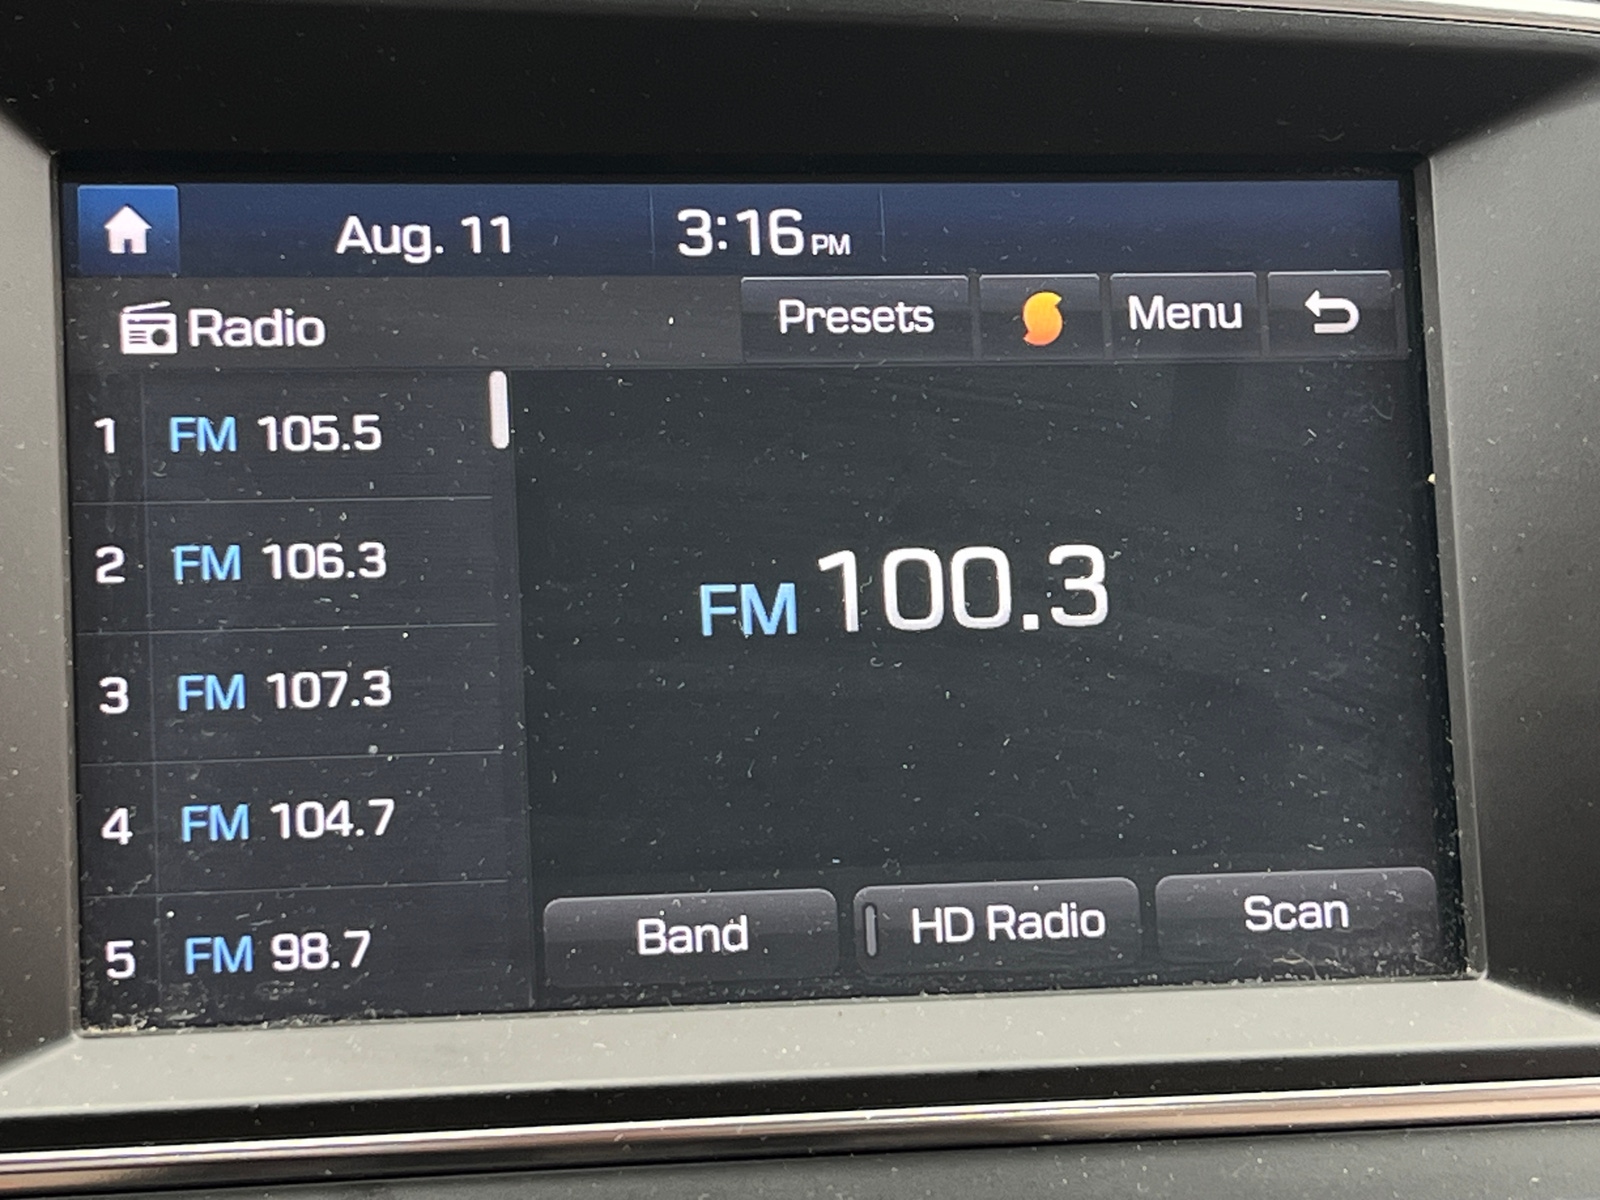 Aug. 11 3:16 PM
Radio Presets Menu
1 FM 105.5
2 FM 106.3
3 FM 107.3
4 FM 104.7
5 FM 98.7
FM 100.3
Band HD Radio Scan